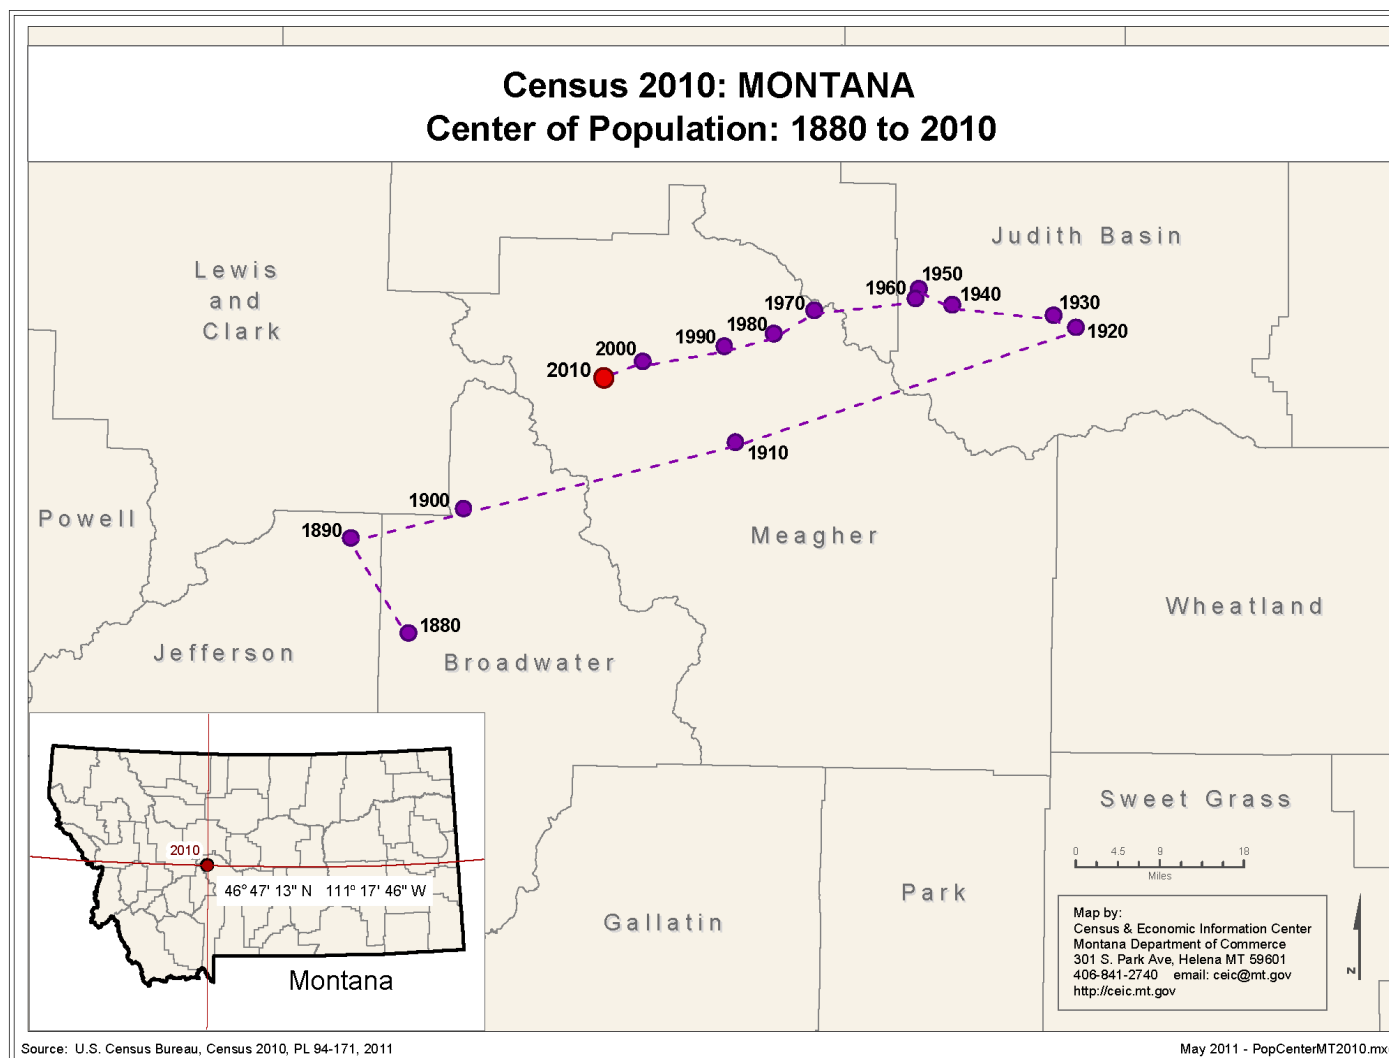 Census 2010: MONTANA
Center of Population: 1880 to 2010
Judith Basin
Lewis
and
Clark
1950
1960
1940
1970
1930
1980
1920
1990
2000
2010
1910
1900
Powell
1890
Meagher
Wheatland
1880
Jefferson
Broadwater
Sweet Grass
0 4.5 9 18
Miles
2010
46° 47' 13" N 111° 17' 46" W
Montana
Gallatin
Park
Map by:
Census & Economic Information Center
Montana Department of Commerce
301 S. Park Ave, Helena MT 59601
406-841-2740 email: ceic@mt.gov
http://ceic.mt.gov
N
Source: U.S. Census Bureau, Census 2010, PL 94-171, 2011
May 2011 - PopCenterMT2010.mx